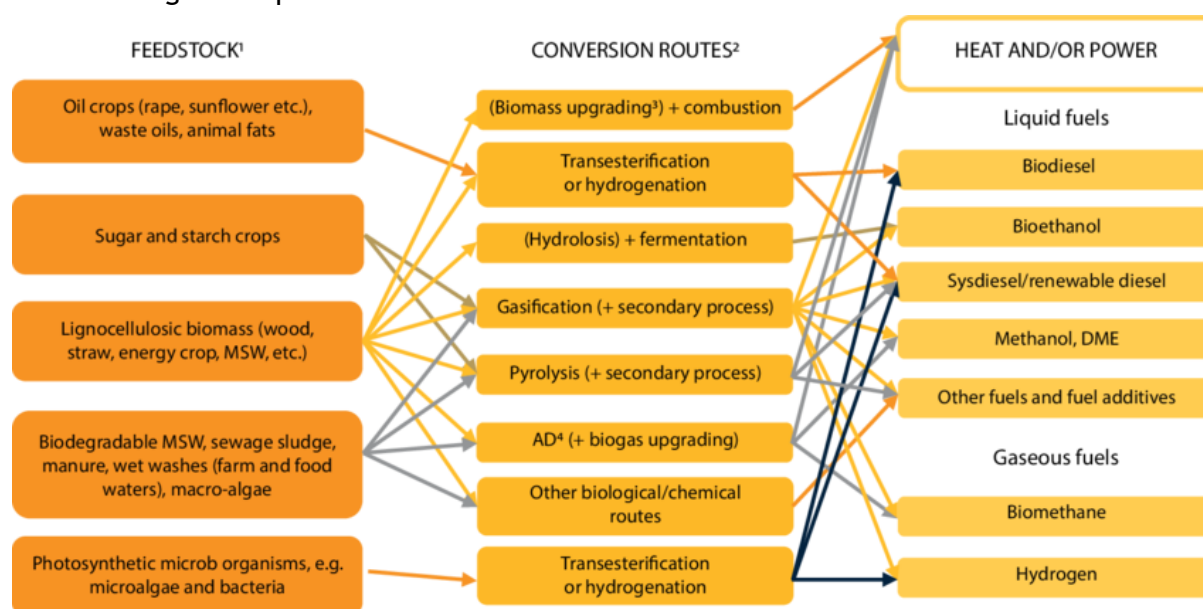 FEEDSTOCK¹
CONVERSION ROUTES²
HEAT AND/OR POWER
Oil crops (rape, sunflower etc.),
waste oils, animal fats
Sugar and starch crops
Lignocellulosic biomass (wood,
straw, energy crop, MSW, etc.)
Biodegradable MSW, sewage sludge,
manure, wet washes (farm and food
waters), macro-algae
Photosynthetic microb organisms, e.g.
microalgae and bacteria
(Biomass upgrading³) + combustion
Transesterification
or hydrogenation
(Hydrolosis) + fermentation
Gasification (+ secondary process)
Pyrolysis (+ secondary process)
AD⁴ (+ biogas upgrading)
Other biological/chemical
routes
Transesterification
or hydrogenation
Liquid fuels
Biodiesel
Bioethanol
Sysdiesel/renewable diesel
Methanol, DME
Other fuels and fuel additives
Gaseous fuels
Biomethane
Hydrogen